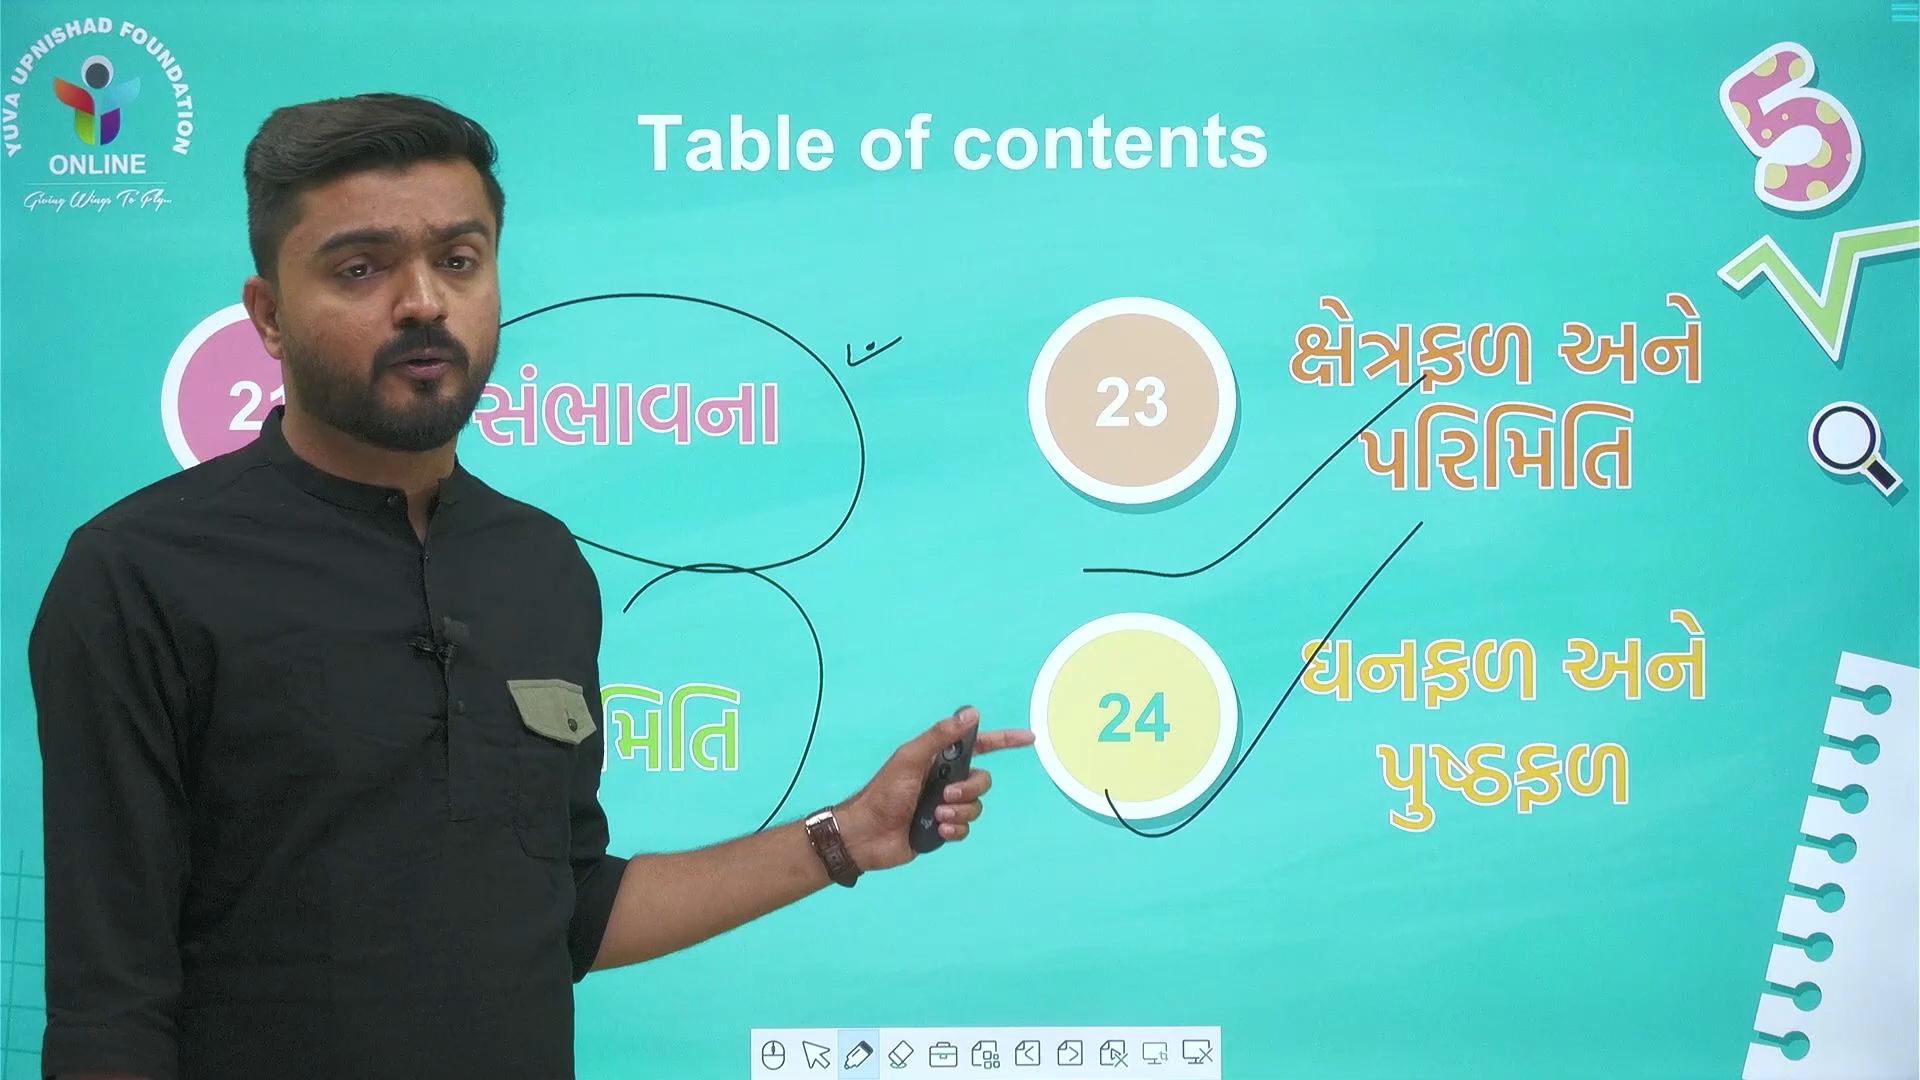 YUVA UPNISHAD FOUNDATION
ONLINE
Giving Wings To Fly...
Table of contents
5
સંભાવના
23
ક્ષેત્રફળ અને
પરિમિતિ
24
ઘનફળ અને
પુષ્ઠફળ